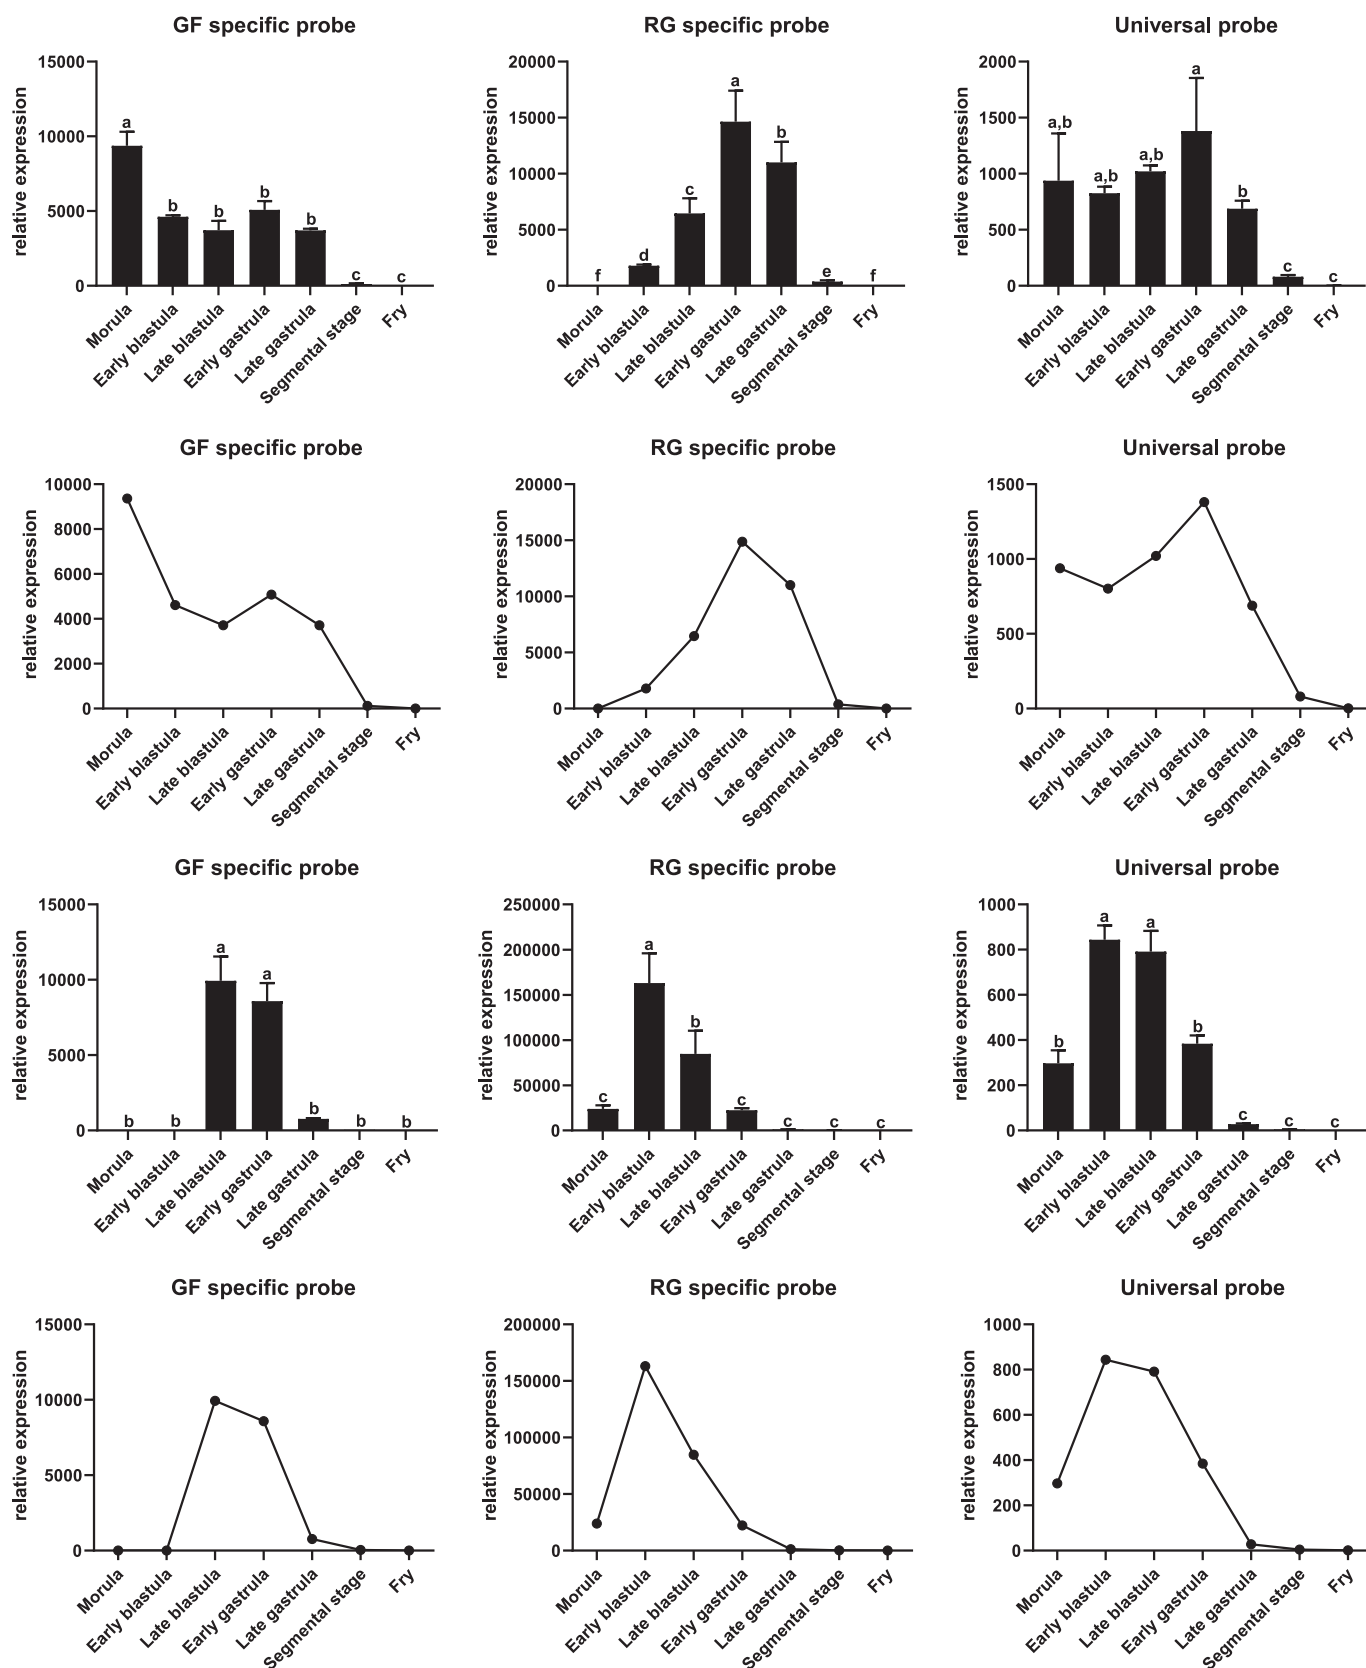 GF specific probe
relative expression
15000
10000
5000
0
a
b
b
b
b
c
c
Morula
Early blastula
Late blastula
Early gastrula
Late gastrula
Segmental stage
Fry
RG specific probe
relative expression
20000
15000
10000
5000
0
f
d
c
a
b
e
f
Morula
Early blastula
Late blastula
Early gastrula
Late gastrula
Segmental stage
Fry
Universal probe
relative expression
2000
1500
1000
500
0
a,b
a,b
a,b
a
b
c
c
Morula
Early blastula
Late blastula
Early gastrula
Late gastrula
Segmental stage
Fry
GF specific probe
relative expression
10000
8000
6000
4000
2000
0
Morula
Early blastula
Late blastula
Early gastrula
Late gastrula
Segmental stage
Fry
RG specific probe
relative expression
20000
15000
10000
5000
0
Morula
Early blastula
Late blastula
Early gastrula
Late gastrula
Segmental stage
Fry
Universal probe
relative expression
1500
1000
500
0
Morula
Early blastula
Late blastula
Early gastrula
Late gastrula
Segmental stage
Fry
GF specific probe
relative expression
15000
10000
5000
0
b
b
a
a
b
b
b
Morula
Early blastula
Late blastula
Early gastrula
Late gastrula
Segmental stage
Fry
RG specific probe
relative expression
250000
200000
150000
100000
50000
0
c
a
b
c
c
c
c
Morula
Early blastula
Late blastula
Early gastrula
Late gastrula
Segmental stage
Fry
Universal probe
relative expression
1000
800
600
400
200
0
b
a
a
b
c
c
c
Morula
Early blastula
Late blastula
Early gastrula
Late gastrula
Segmental stage
Fry
GF specific probe
relative expression
15000
10000
5000
0
Morula
Early blastula
Late blastula
Early gastrula
Late gastrula
Segmental stage
Fry
RG specific probe
relative expression
200000
150000
100000
50000
0
Morula
Early blastula
Late blastula
Early gastrula
Late gastrula
Segmental stage
Fry
Universal probe
relative expression
1000
800
600
400
200
0
Morula
Early blastula
Late blastula
Early gastrula
Late gastrula
Segmental stage
Fry